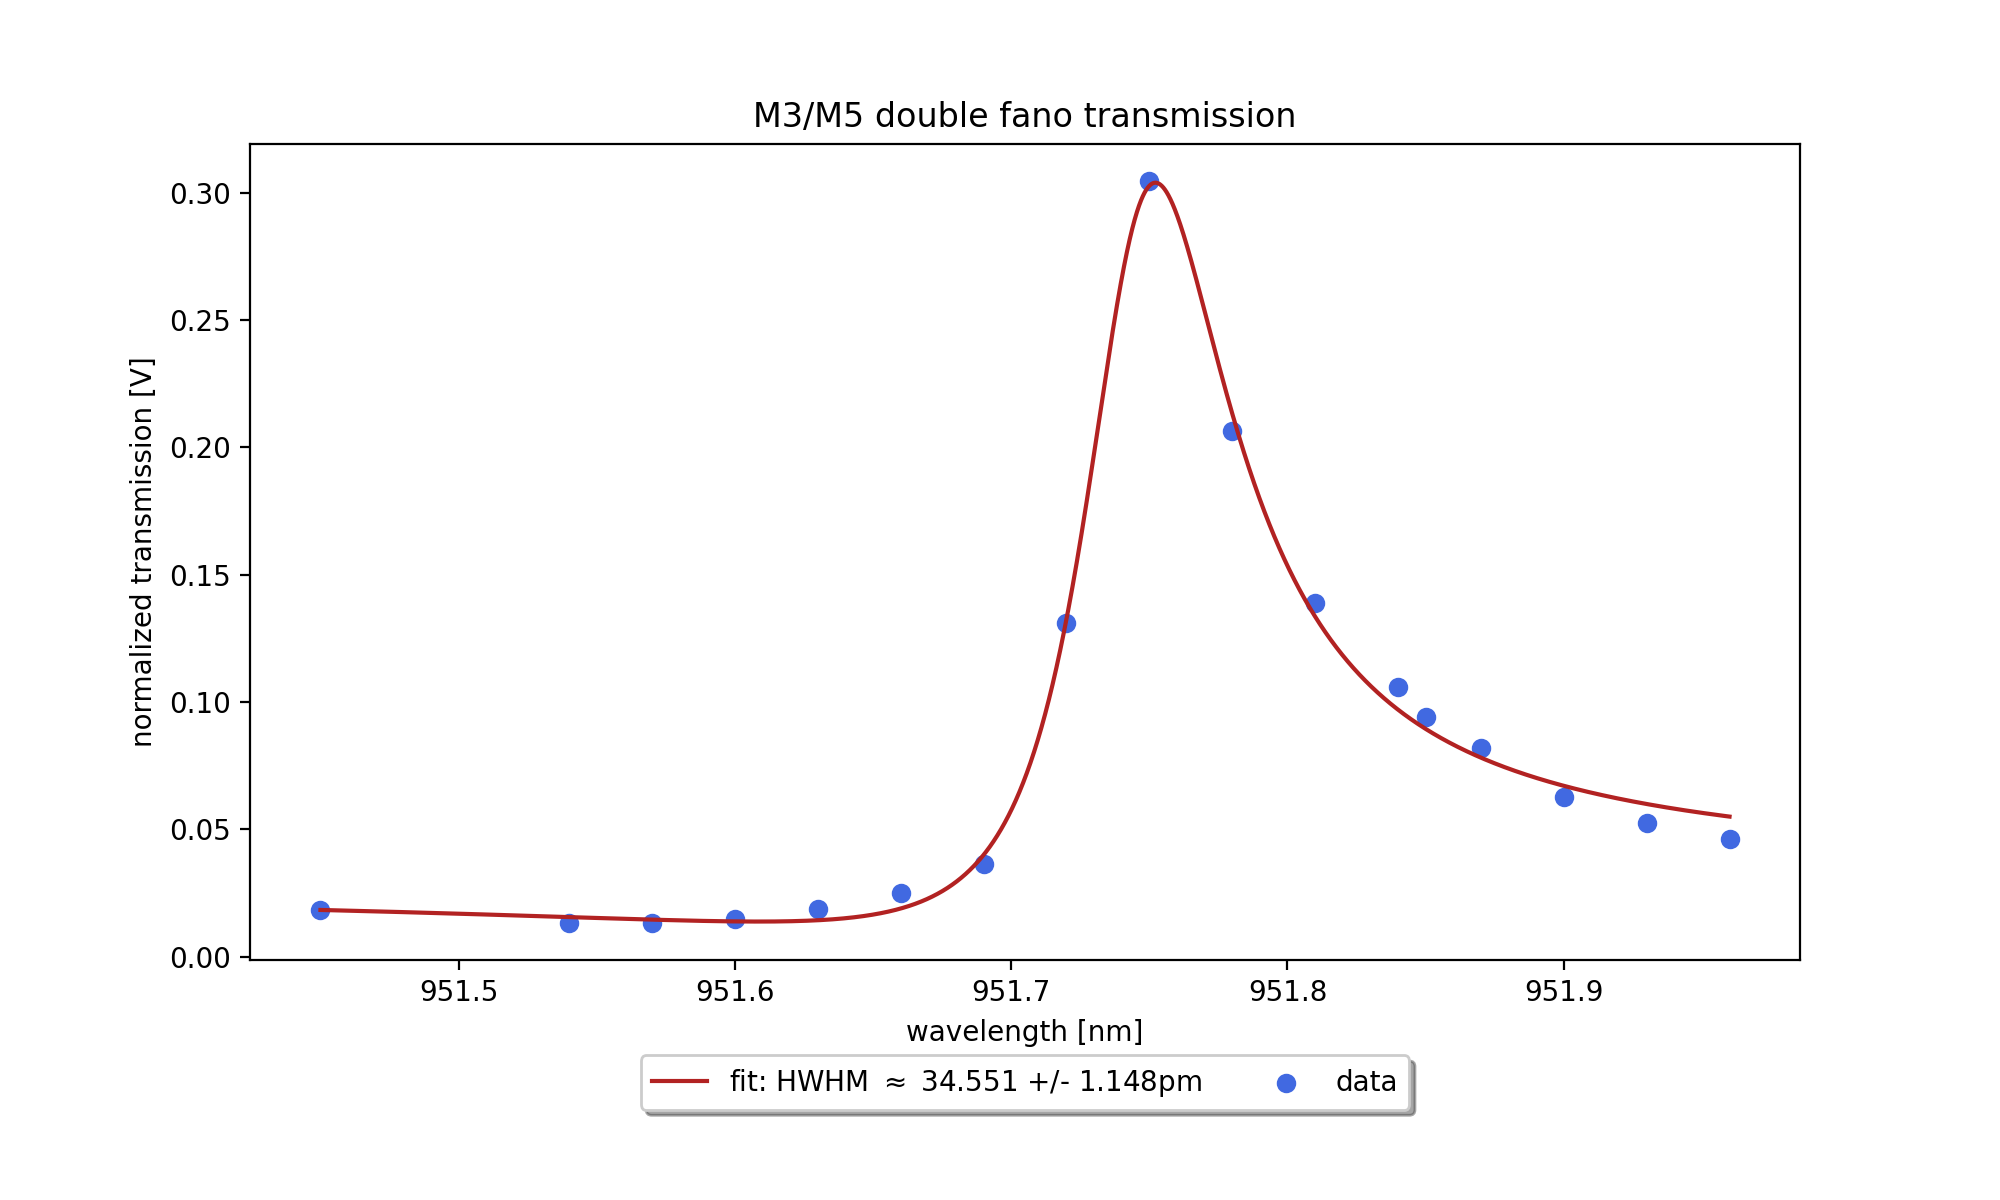 M3/M5 double fano transmission
normalized transmission [V]
0.30
0.25
0.20
0.15
0.10
0.05
0.00
951.5 951.6 951.7 951.8 951.9
wavelength [nm]
fit: HWHM ≈ 34.551 +/- 1.148pm data